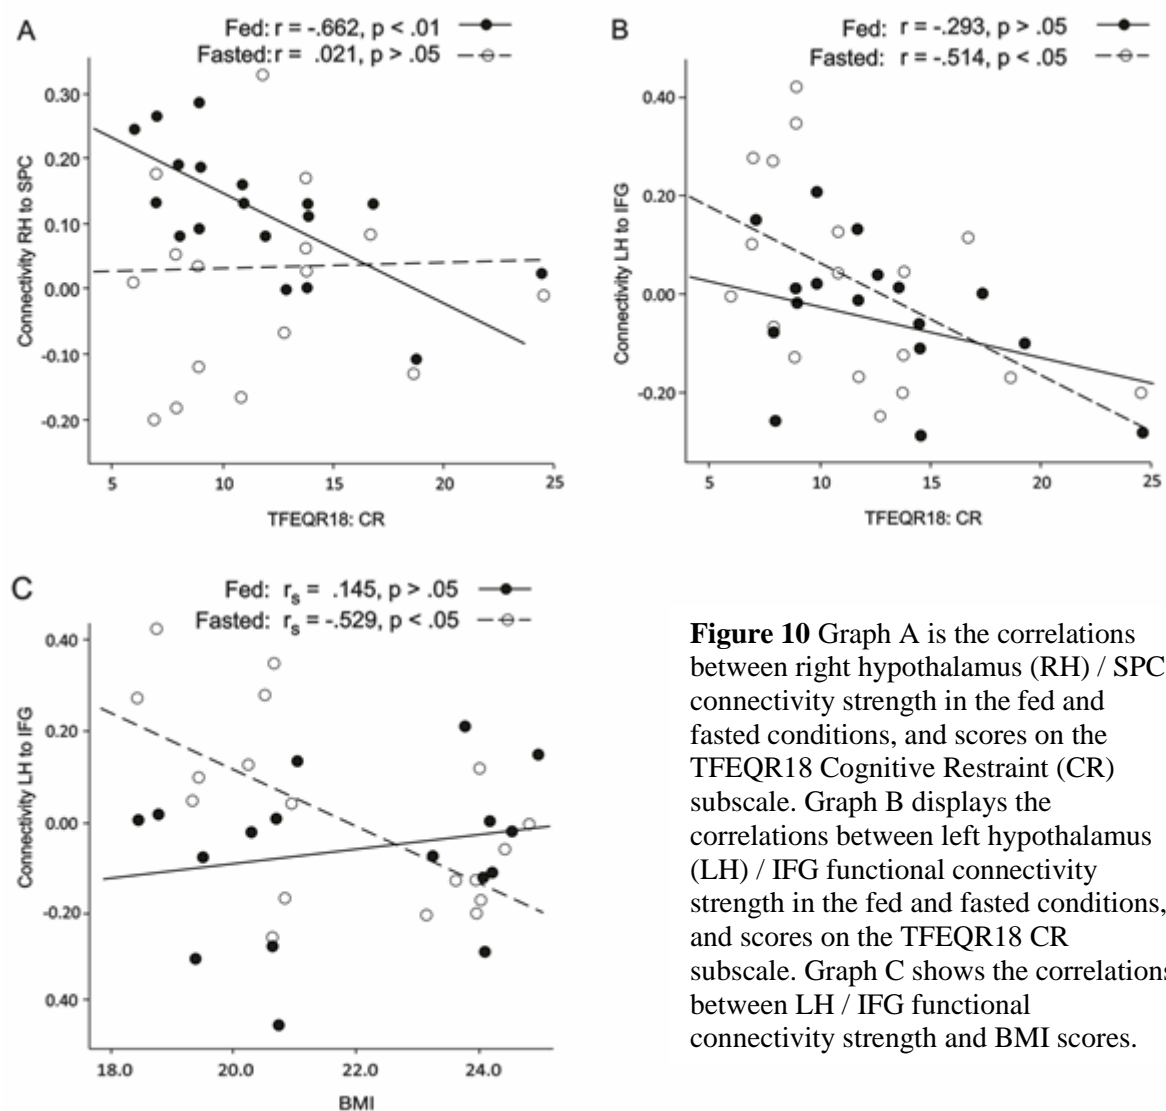 A
Fed: r = -.662, p < .01
Fasted: r = .021, p > .05
Connectivity RH to SPC
0.30
0.20
0.10
0.00
-0.10
-0.20
5 10 15 20 25
TFEQR18: CR
B
Fed: r = -.293, p > .05
Fasted: r = -.514, p < .05
Connectivity LH to IFG
0.40
0.20
0.00
-0.20
5 10 15 20 25
TFEQR18: CR
C
Fed: rs = .145, p > .05
Fasted: rs = -.529, p < .05
Connectivity LH to IFG
0.40
0.20
0.00
-0.20
0.40
18.0 20.0 22.0 24.0
BMI
Figure 10 Graph A is the correlations
between right hypothalamus (RH) / SPC
connectivity strength in the fed and
fasted conditions, and scores on the
TFEQR18 Cognitive Restraint (CR)
subscale. Graph B displays the
correlations between left hypothalamus
(LH) / IFG functional connectivity
strength in the fed and fasted conditions,
and scores on the TFEQR18 CR
subscale. Graph C shows the correlations
between LH / IFG functional
connectivity strength and BMI scores.